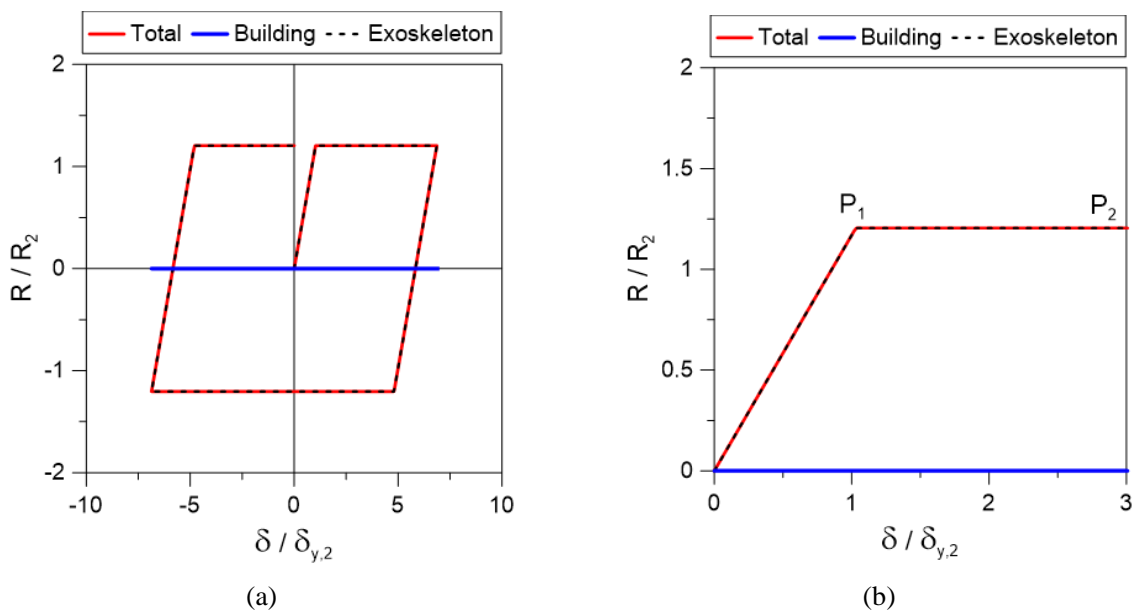 Total Building Exoskeleton
2
1
0
-1
-2
R / R2
-10 -5 0 5 10
δ / δy,2
(a)
Total Building Exoskeleton
2
1.5
1
0.5
0
R / R2
P1 P2
0 1 2 3
δ / δy,2
(b)